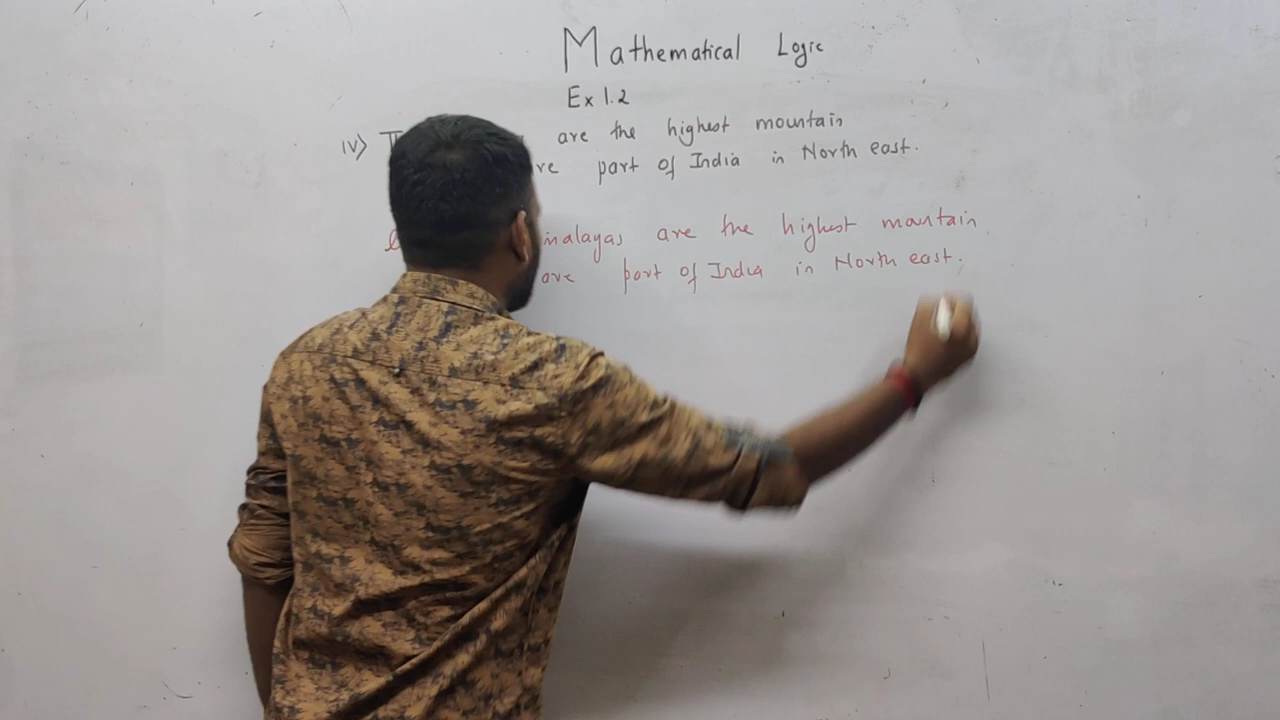 Mathematical Logic
Ex 1.2
iv) are the highest mountain
part of India in North east.
are the highest mountain
are part of India in North east.